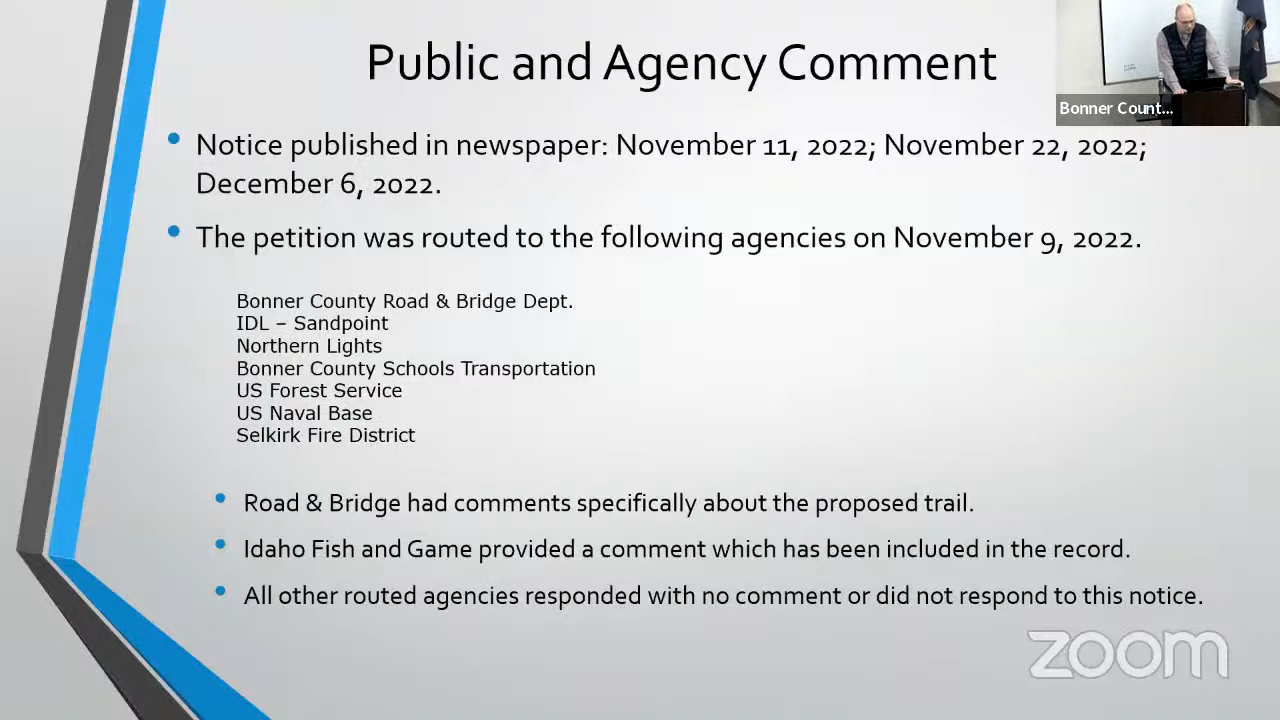 Public and Agency Comment
Bonner Count...
• Notice published in newspaper: November 11, 2022; November 22, 2022;
December 6, 2022.
• The petition was routed to the following agencies on November 9, 2022.
Bonner County Road & Bridge Dept.
IDL – Sandpoint
Northern Lights
Bonner County Schools Transportation
US Forest Service
US Naval Base
Selkirk Fire District
• Road & Bridge had comments specifically about the proposed trail.
• Idaho Fish and Game provided a comment which has been included in the record.
• All other routed agencies responded with no comment or did not respond to this notice.
zoom